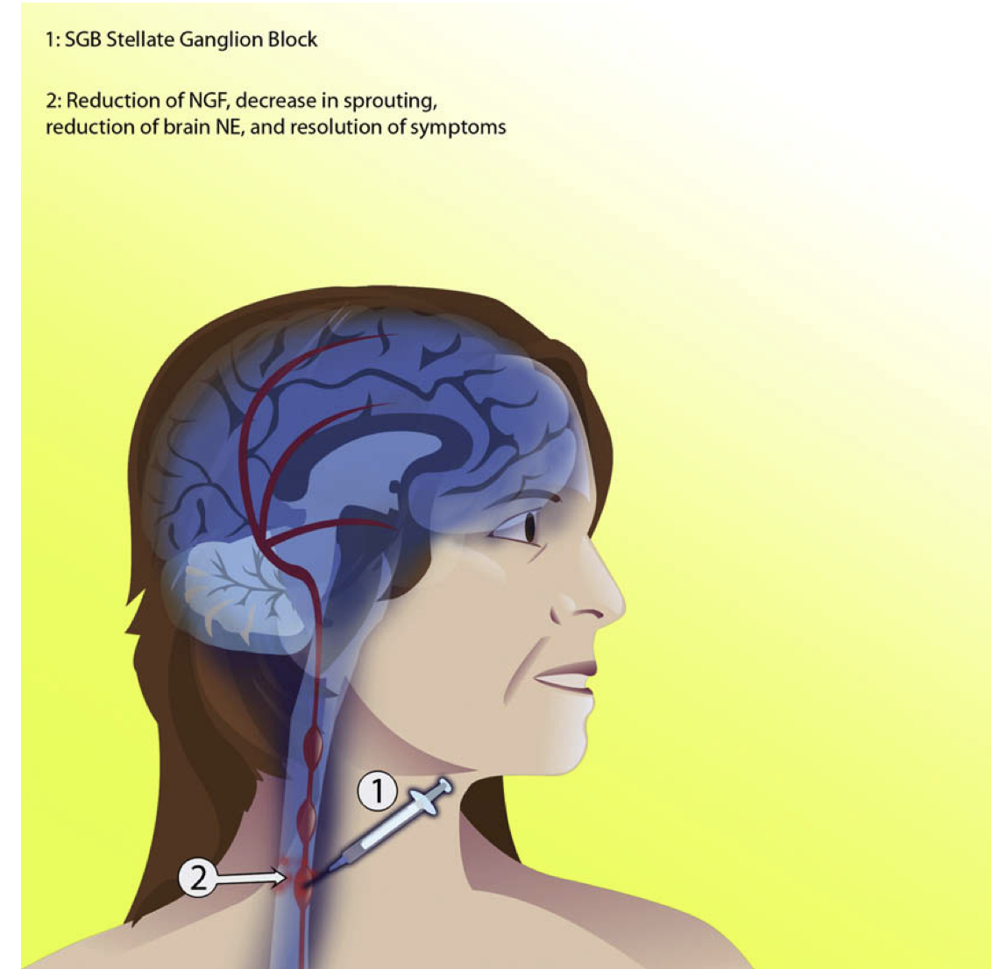 1: SGB Stellate Ganglion Block
2: Reduction of NGF, decrease in sprouting,
reduction of brain NE, and resolution of symptoms
1
2